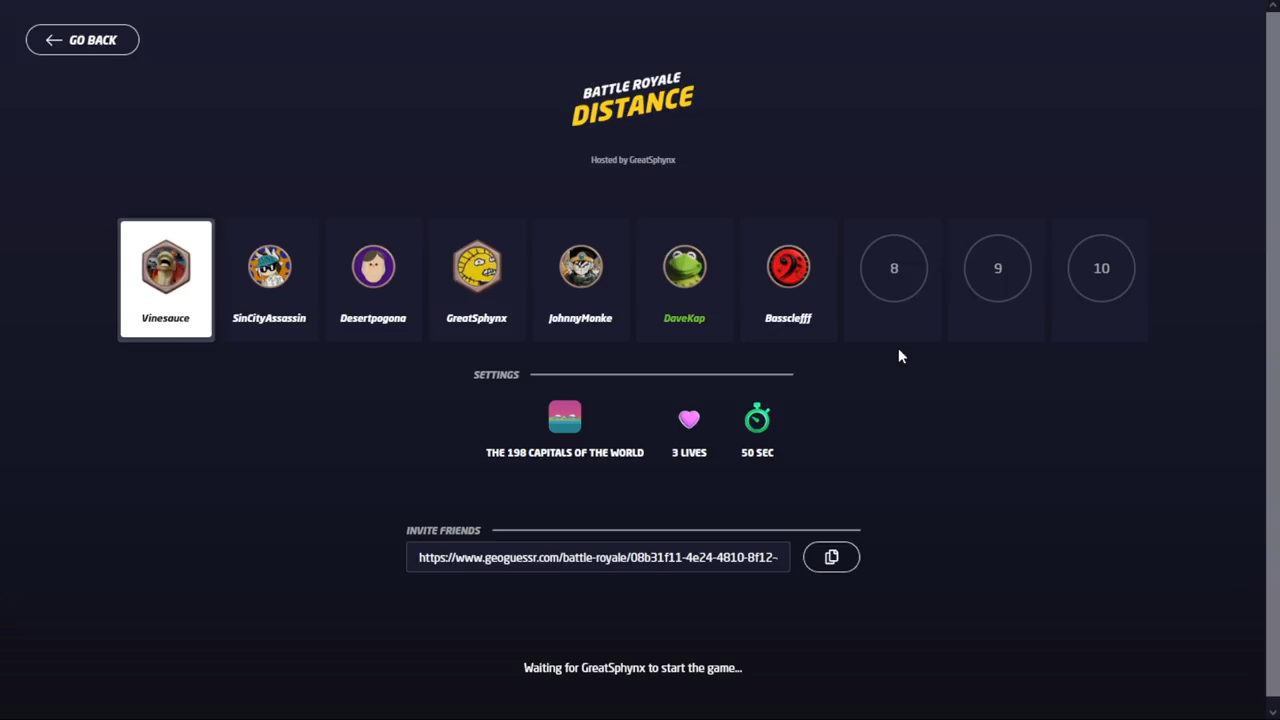 GO BACK
BATTLE ROYALE
DISTANCE
Hosted by GreatSphynx
Vinesauce
SinCityAssassin
Desertpogona
GreatSphynx
JohnnyMonke
DaveKap
Bassclefff
8
9
10
SETTINGS
THE 198 CAPITALS OF THE WORLD
3 LIVES
50 SEC
INVITE FRIENDS
https://www.geoguessr.com/battle-royale/08b31f11-4e24-4810-8f12-
Waiting for GreatSphynx to start the game...